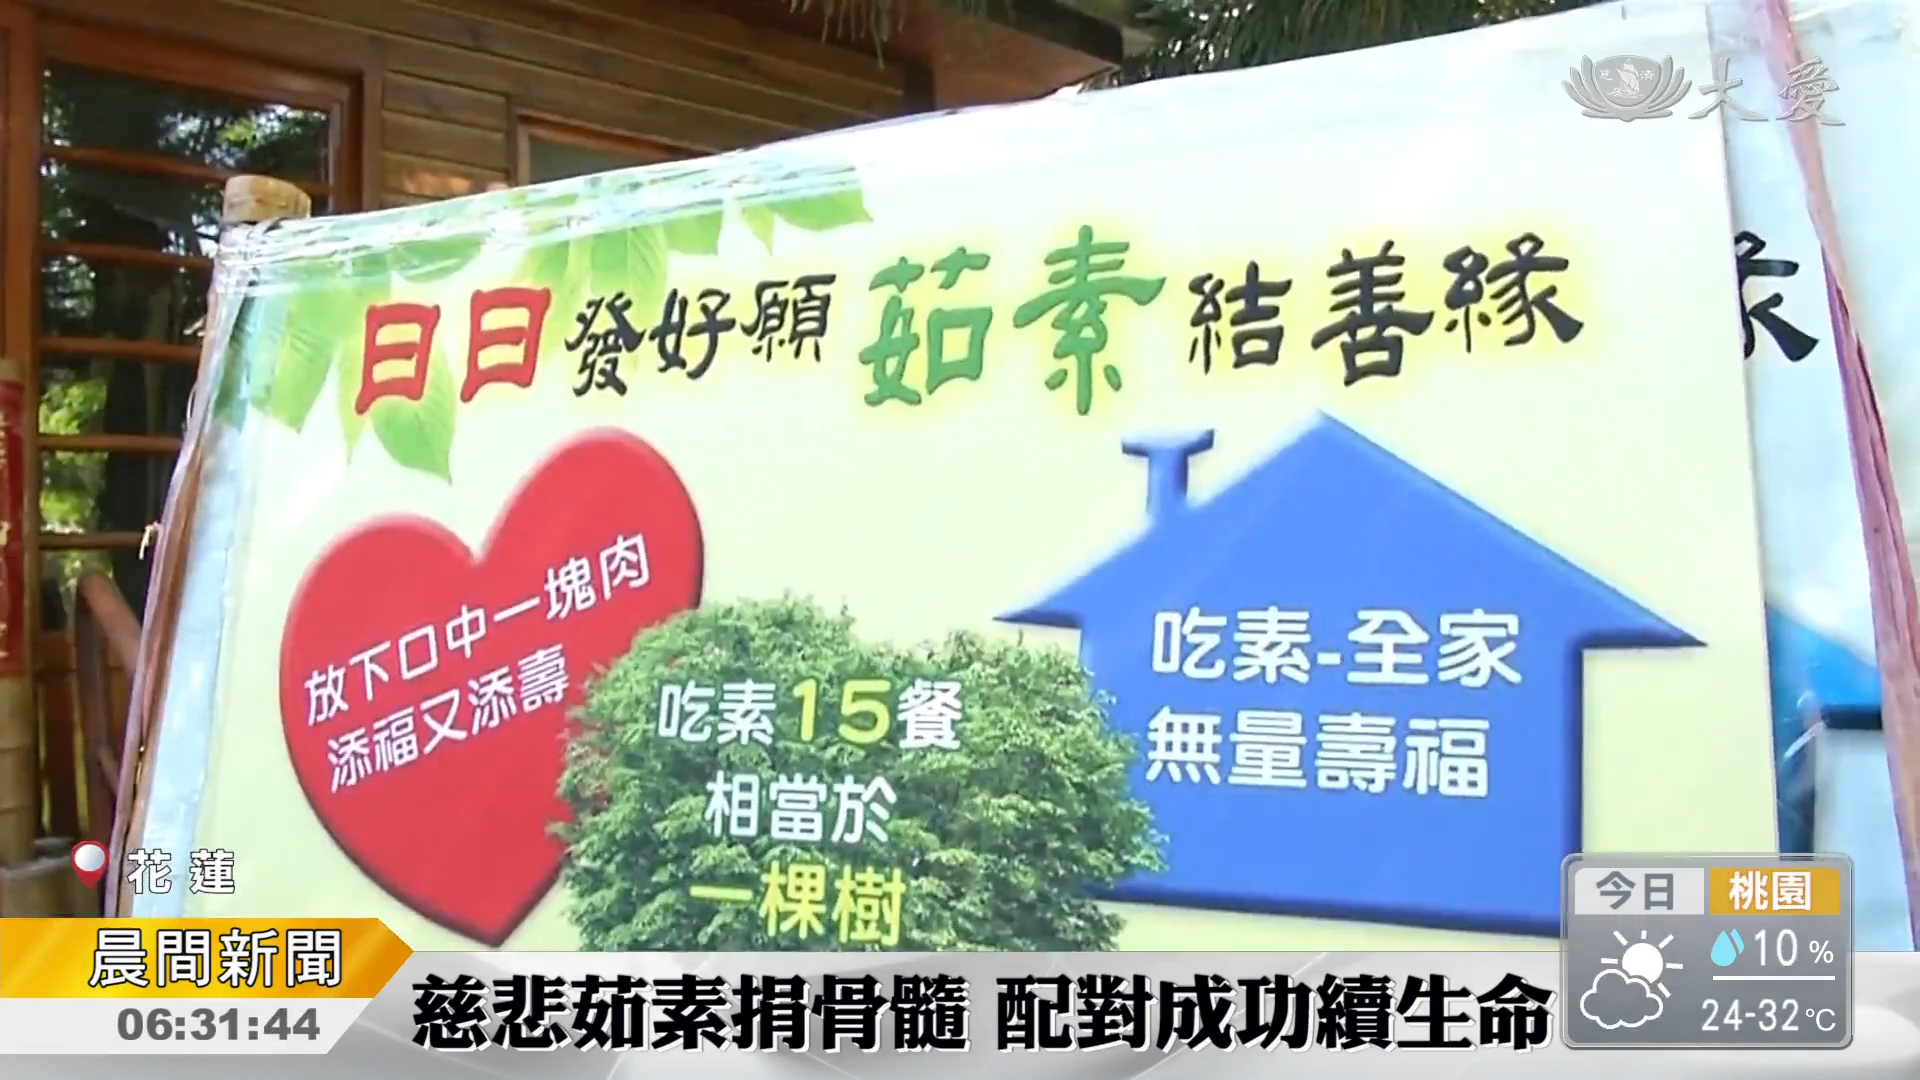 慈濟
大愛
日日發好願茹素結善緣
緣
放下口中一塊肉
添福又添壽
吃素15餐
相當於
一棵樹
吃素-全家
無量壽福
花蓮
晨間新聞
06:31:44
慈悲茹素捐骨髓 配對成功續生命
今日 桃園
10%
24-32°C